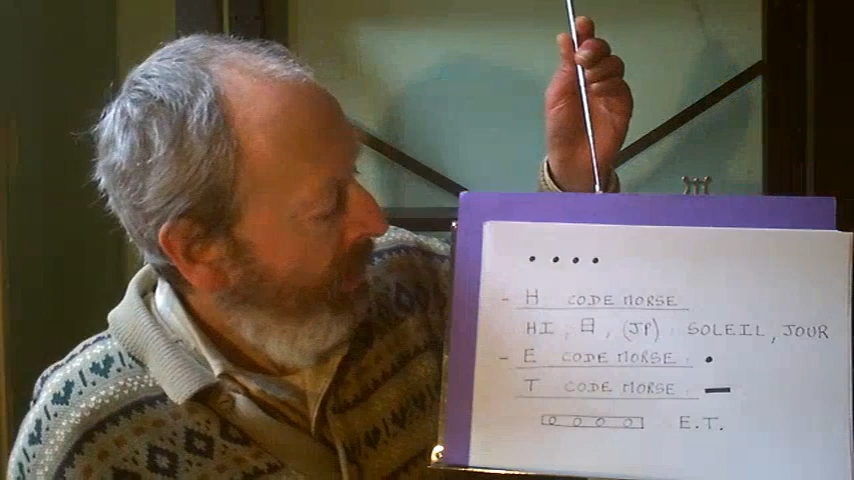 • • • •
- H CODE MORSE
HI, 日, (JP) : SOLEIL, JOUR
- E CODE MORSE : •
T CODE MORSE : —
E.T.